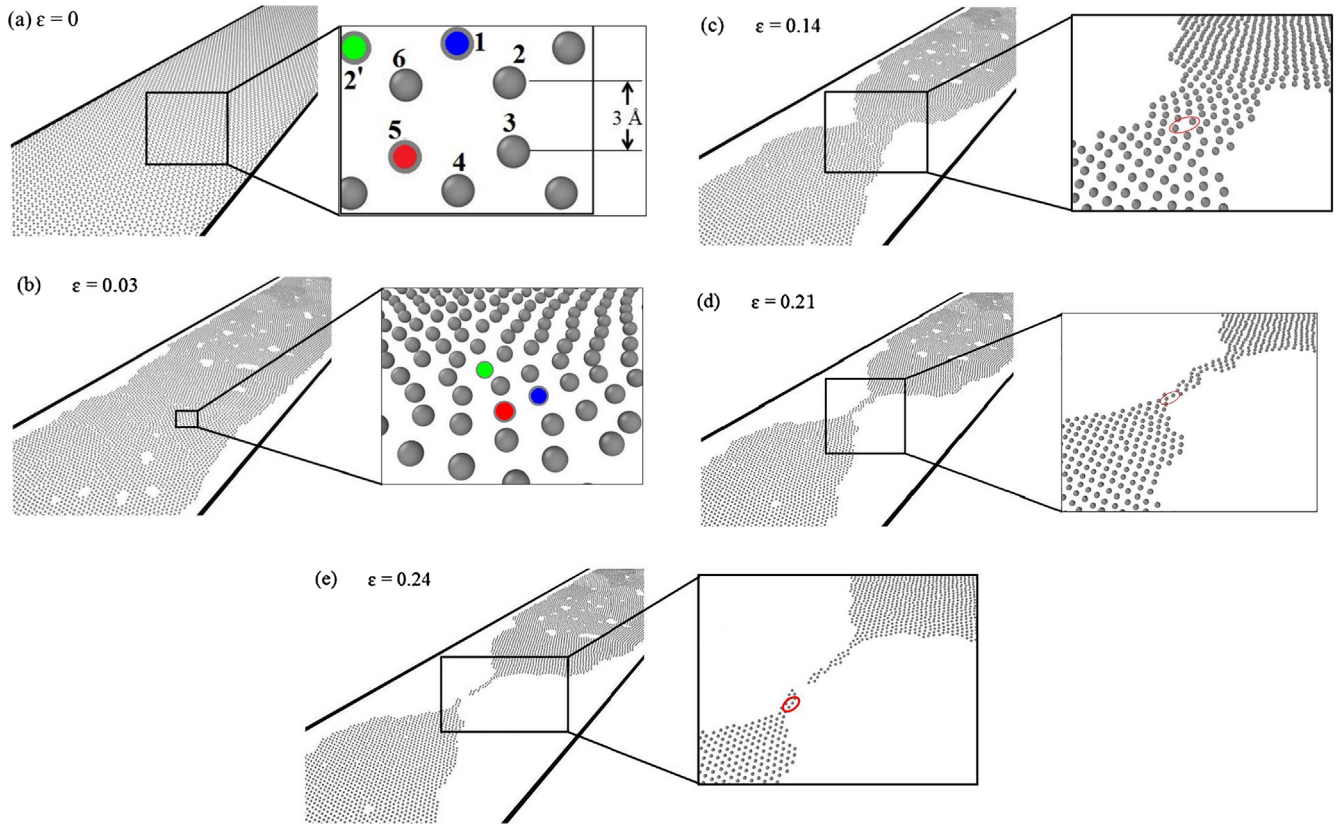 (a) ε = 0
2'
1
6
2
5
3
4
3 Å
(b) ε = 0.03
(c) ε = 0.14
(d) ε = 0.21
(e) ε = 0.24